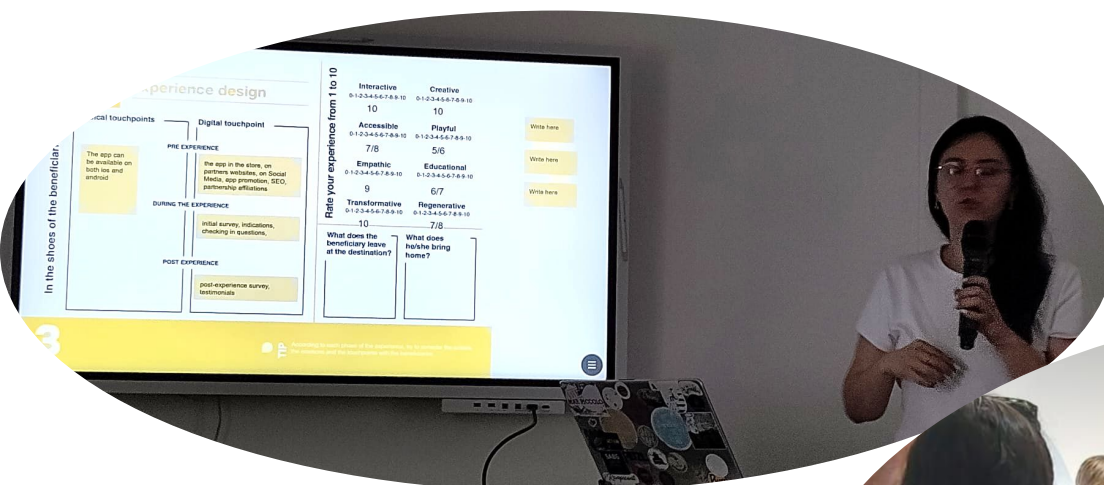 xperience design
In the shoes of the beneficiar
ical touchpoints
Digital touchpoint
PRE EXPERIENCE
The app can
be available on
both ios and
android
the app in the store, on
partners websites, on Social
Media, app promotion, SEO,
partnership affiliations
DURING THE EXPERIENCE
initial survey, indications,
checking in questions,
POST EXPERIENCE
post-experience survey,
testimonials
Rate your experience from 1 to 10
Interactive
0-1-2-3-4-5-6-7-8-9-10
10
Creative
0-1-2-3-4-5-6-7-8-9-10
10
Accessible
0-1-2-3-4-5-6-7-8-9-10
7/8
Playful
0-1-2-3-4-5-6-7-8-9-10
5/6
Empathic
0-1-2-3-4-5-6-7-8-9-10
9
Educational
0-1-2-3-4-5-6-7-8-9-10
6/7
Transformative
0-1-2-3-4-5-6-7-8-9-10
10
Regenerative
0-1-2-3-4-5-6-7-8-9-10
7/8
What does the
beneficiary leave
at the destination?
What does
he/she bring
home?
Write here
Write here
Write here
3
TIP